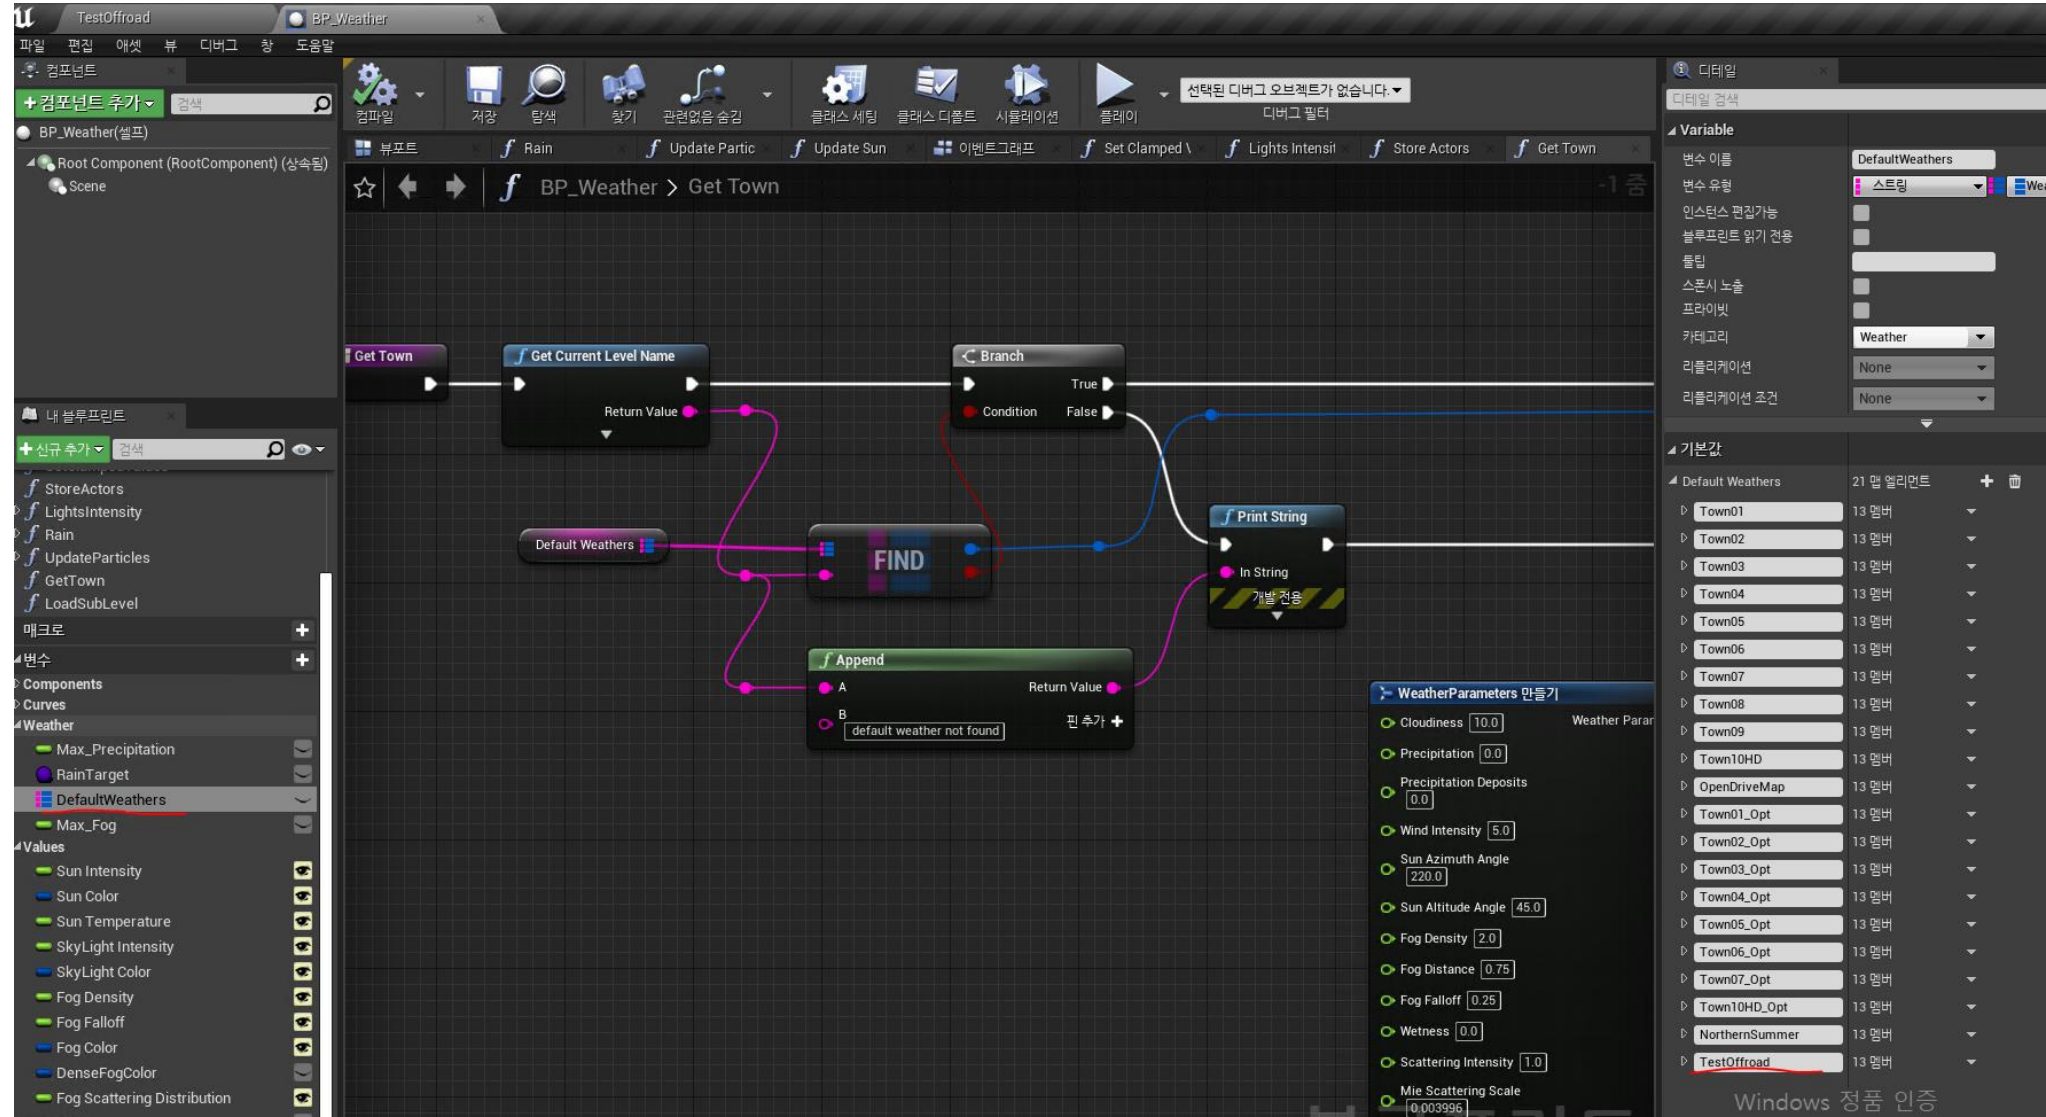 TestOffroad
BP_Weather
파일 편집 애셋 뷰 디버그 창 도움말
컴포넌트
+컴포넌트 추가
검색
BP_Weather(셀프)
Root Component (RootComponent) (상속됨)
Scene
내 블루프린트
+신규 추가
검색
StoreActors
LightsIntensity
Rain
UpdateParticles
GetTown
LoadSubLevel
매크로
변수
Components
Curves
Weather
Max_Precipitation
RainTarget
DefaultWeathers
Max_Fog
Values
Sun Intensity
Sun Color
Sun Temperature
SkyLight Intensity
SkyLight Color
Fog Density
Fog Falloff
Fog Color
DenseFogColor
Fog Scattering Distribution
컴파일
저장
탐색
찾기
관련없음 숨김
클래스 세팅
클래스 디폴트
시뮬레이션
플레이
선택된 디버그 오브젝트가 없습니다.
디버그 필터
뷰포트
Rain
Update Partic
Update Sun
이벤트그래프
Set Clamped \
Lights Intensit
Store Actors
Get Town
BP_Weather > Get Town
-1 줌
Get Town
Get Current Level Name
Return Value
Branch
True
Condition
False
Default Weathers
FIND
Print String
In String
개발 전용
Append
A
Return Value
B
default weather not found
핀 추가 +
WeatherParameters 만들기
Cloudiness 10.0
Weather Parar
Precipitation 0.0
Precipitation Deposits
0.0
Wind Intensity 5.0
Sun Azimuth Angle
220.0
Sun Altitude Angle 45.0
Fog Density 2.0
Fog Distance 0.75
Fog Falloff 0.25
Wetness 0.0
Scattering Intensity 1.0
Mie Scattering Scale
0.003996
디테일
디테일 검색
Variable
변수 이름 DefaultWeathers
변수 유형 스트링 Wea
인스턴스 편집가능
블루프린트 읽기 전용
툴팁
스폰시 노출
프라이빗
카테고리 Weather
리플리케이션 None
리플리케이션 조건 None
기본값
Default Weathers 21 맵 엘리먼트
Town01 13 멤버
Town02 13 멤버
Town03 13 멤버
Town04 13 멤버
Town05 13 멤버
Town06 13 멤버
Town07 13 멤버
Town08 13 멤버
Town09 13 멤버
Town10HD 13 멤버
OpenDriveMap 13 멤버
Town01_Opt 13 멤버
Town02_Opt 13 멤버
Town03_Opt 13 멤버
Town04_Opt 13 멤버
Town05_Opt 13 멤버
Town06_Opt 13 멤버
Town07_Opt 13 멤버
Town10HD_Opt 13 멤버
NorthernSummer 13 멤버
TestOffroad 13 멤버
Windows 정품 인증